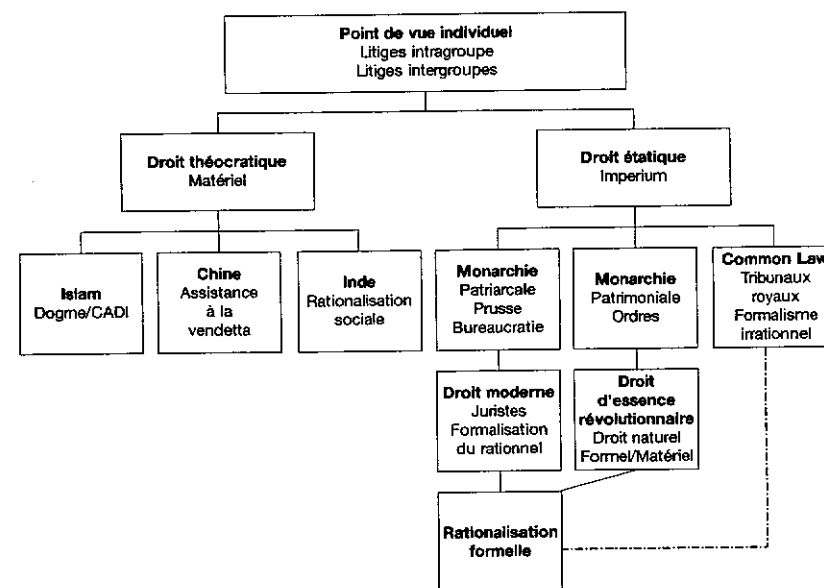 Point de vue individuel
Litiges intragroupe
Litiges intergroupes
Droit théocratique
Matériel
Droit étatique
Imperium
Islam
Dogme/CADI
Chine
Assistance
à la
vendetta
Inde
Rationalisation
sociale
Monarchie
Patriarcale
Prusse
Bureaucratie
Monarchie
Patrimoniale
Ordres
Common Law
Tribunaux
royaux
Formalisme
irrationnel
Droit moderne
Juristes
Formalisation
du rationnel
Droit
d'essence
révolutionnaire
Droit naturel
Formel/Matériel
Rationalisation
formelle